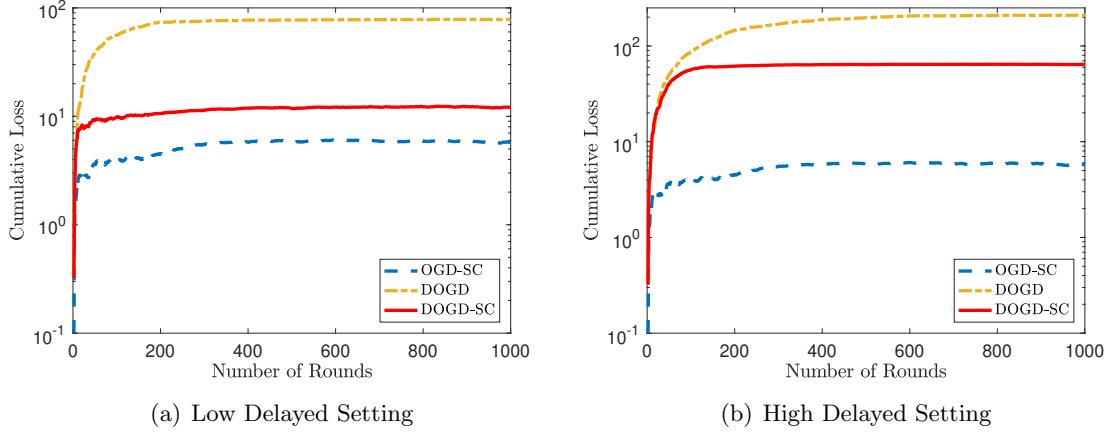 10^2
10^1
10^0
10^-1
Cumulative Loss
0 200 400 600 800 1000
Number of Rounds
OGD-SC
DOGD
DOGD-SC
(a) Low Delayed Setting
10^2
10^1
10^0
10^-1
Cumulative Loss
0 200 400 600 800 1000
Number of Rounds
OGD-SC
DOGD
DOGD-SC
(b) High Delayed Setting